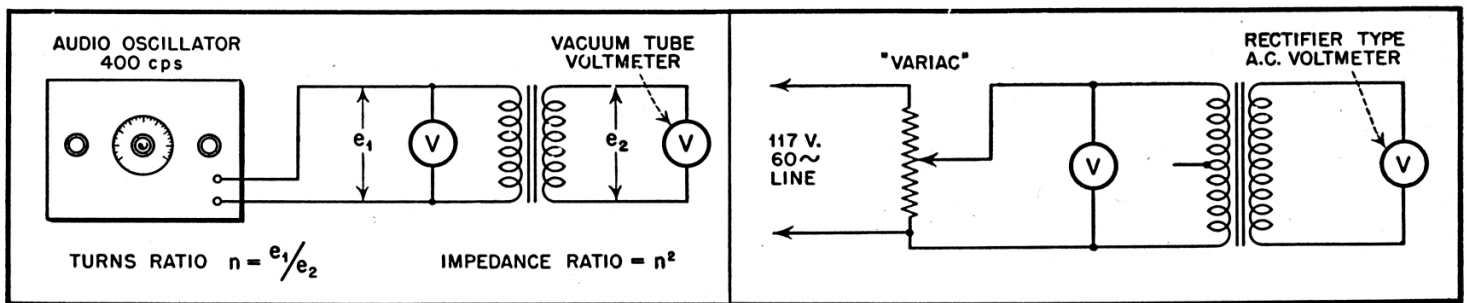 AUDIO OSCILLATOR
400 cps
VACUUM TUBE
VOLTMETER
e₁
V
e₂
V
TURNS RATIO n = e₁/e₂
IMPEDANCE RATIO = n²
"VARIAC"
RECTIFIER TYPE
A.C. VOLTMETER
117 V.
60~
LINE
V
V